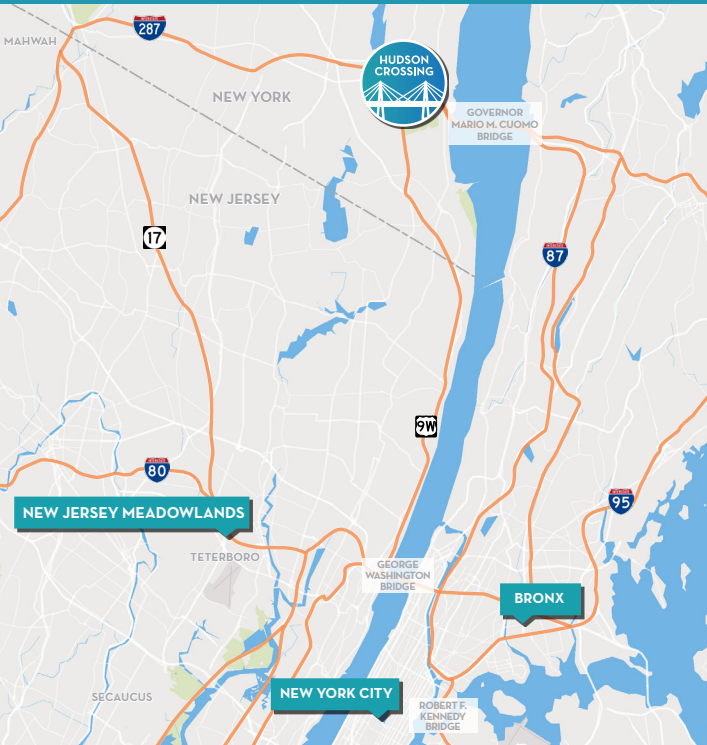 287
MAHWAH
HUDSON
CROSSING
NEW YORK
GOVERNOR
MARIO M. CUOMO
BRIDGE
NEW JERSEY
17
87
9W
80
95
NEW JERSEY MEADOWLANDS
TETERBORO
GEORGE
WASHINGTON
BRIDGE
BRONX
SECAUCUS
NEW YORK CITY
ROBERT F.
KENNEDY
BRIDGE